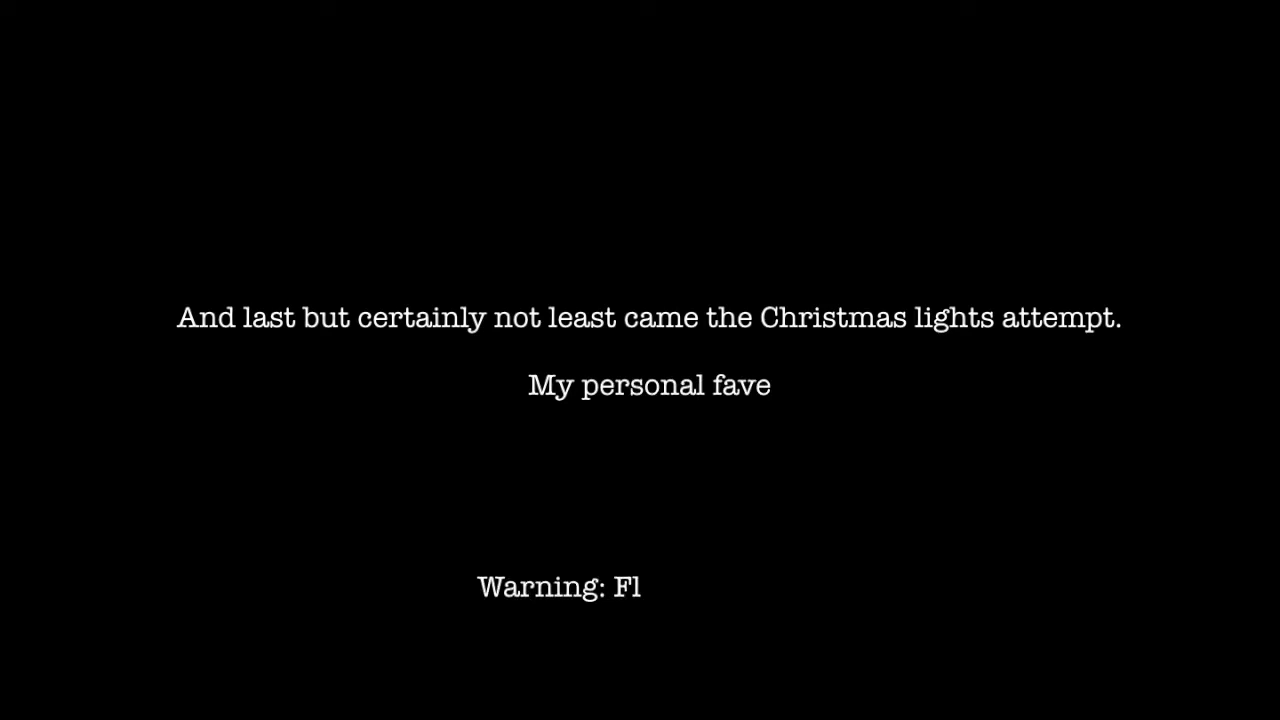 And last but certainly not least came the Christmas lights attempt.
My personal fave
Warning: Fl